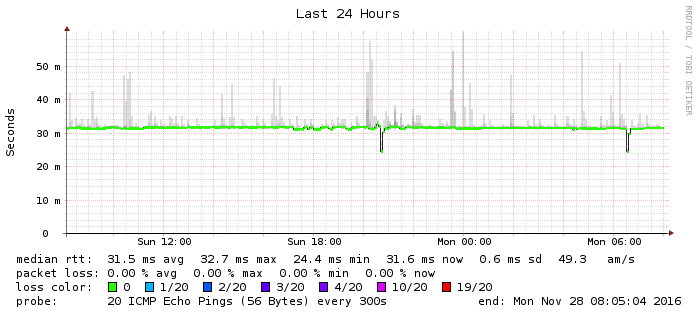 Last 24 Hours
RRDTOOL / TOBI OETIKER
Seconds
50 m
40 m
30 m
20 m
10 m
0
Sun 12:00 Sun 18:00 Mon 00:00 Mon 06:00
median rtt: 31.5 ms avg 32.7 ms max 24.4 ms min 31.6 ms now 0.6 ms sd 49.3 am/s
packet loss: 0.00 % avg 0.00 % max 0.00 % min 0.00 % now
loss color: 0 1/20 2/20 3/20 4/20 10/20 19/20
probe: 20 ICMP Echo Pings (56 Bytes) every 300s end: Mon Nov 28 08:05:04 2016